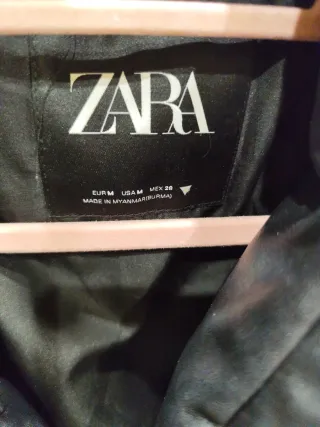 ZARA
EUR M USA M MEX 28
MADE IN MYANMAR(BURMA)